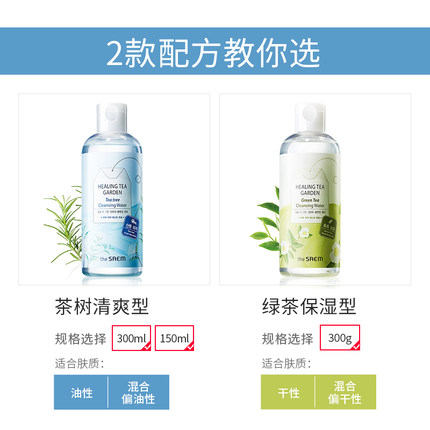 2款配方教你选
HEALING TEA
GARDEN
Tea tree
Cleansing Water
the SAEM
HEALING TEA
GARDEN
Green Tea
Cleansing Water
the SAEM
茶树清爽型
规格选择 300ml 150ml
适合肤质:
油性
混合
偏油性
绿茶保湿型
规格选择 300g
适合肤质:
干性
混合
偏干性